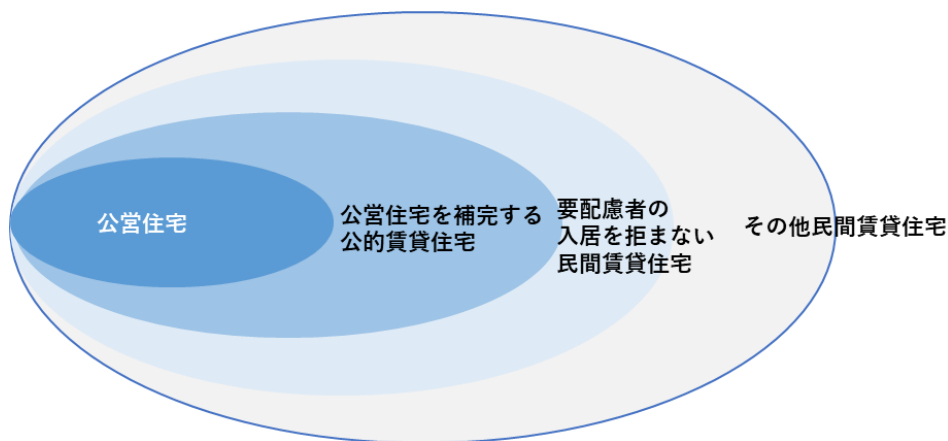 公営住宅
公営住宅を補完する
公的賃貸住宅
要配慮者の
入居を拒まない
民間賃貸住宅
その他民間賃貸住宅